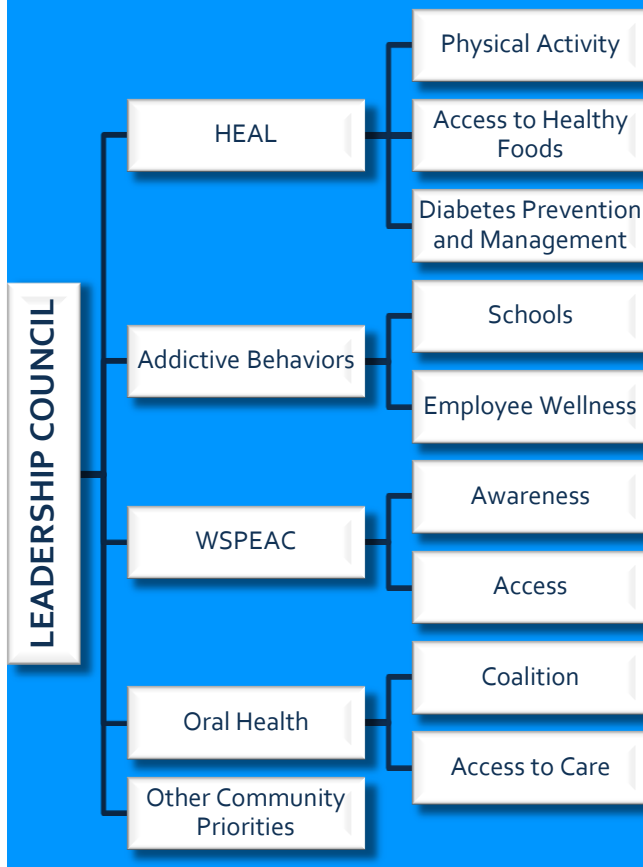 LEADERSHIP COUNCIL
HEAL
Physical Activity
Access to Healthy
Foods
Diabetes Prevention
and Management
Addictive Behaviors
Schools
Employee Wellness
WSPEAC
Awareness
Access
Oral Health
Coalition
Access to Care
Other Community
Priorities